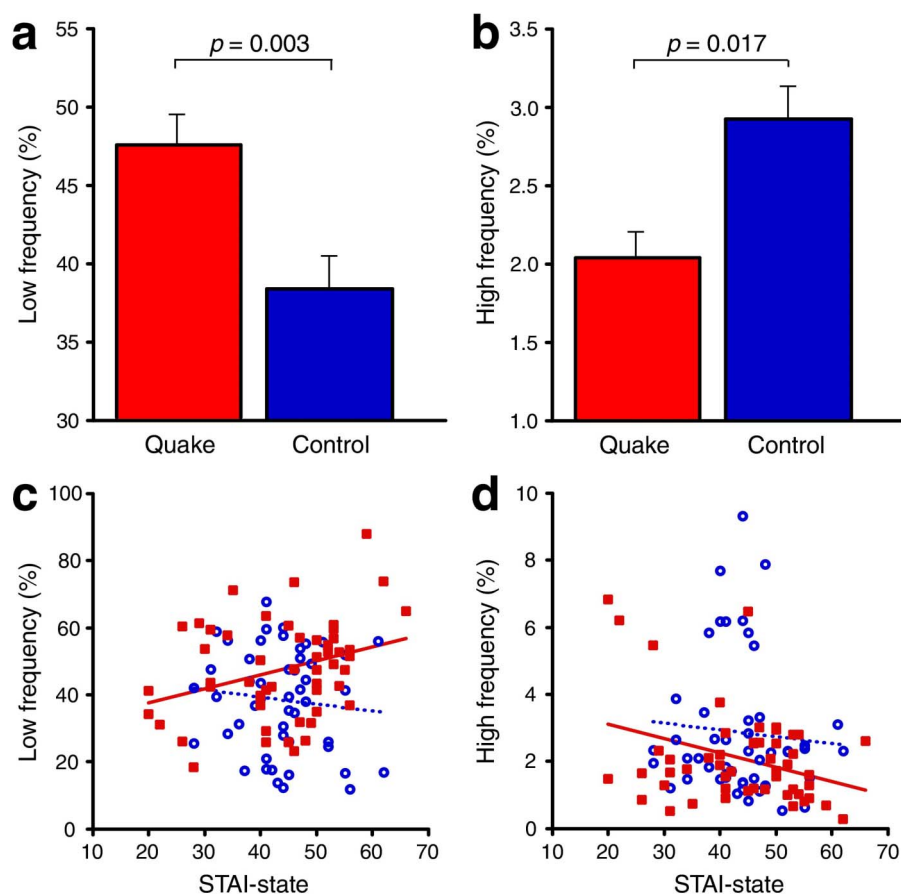 a
p = 0.003
Low frequency (%)
55
50
45
40
35
30
Quake
Control
b
p = 0.017
High frequency (%)
3.5
3.0
2.5
2.0
1.5
1.0
Quake
Control
c
Low frequency (%)
100
80
60
40
20
0
10 20 30 40 50 60 70
STAI-state
d
High frequency (%)
10
8
6
4
2
0
10 20 30 40 50 60 70
STAI-state